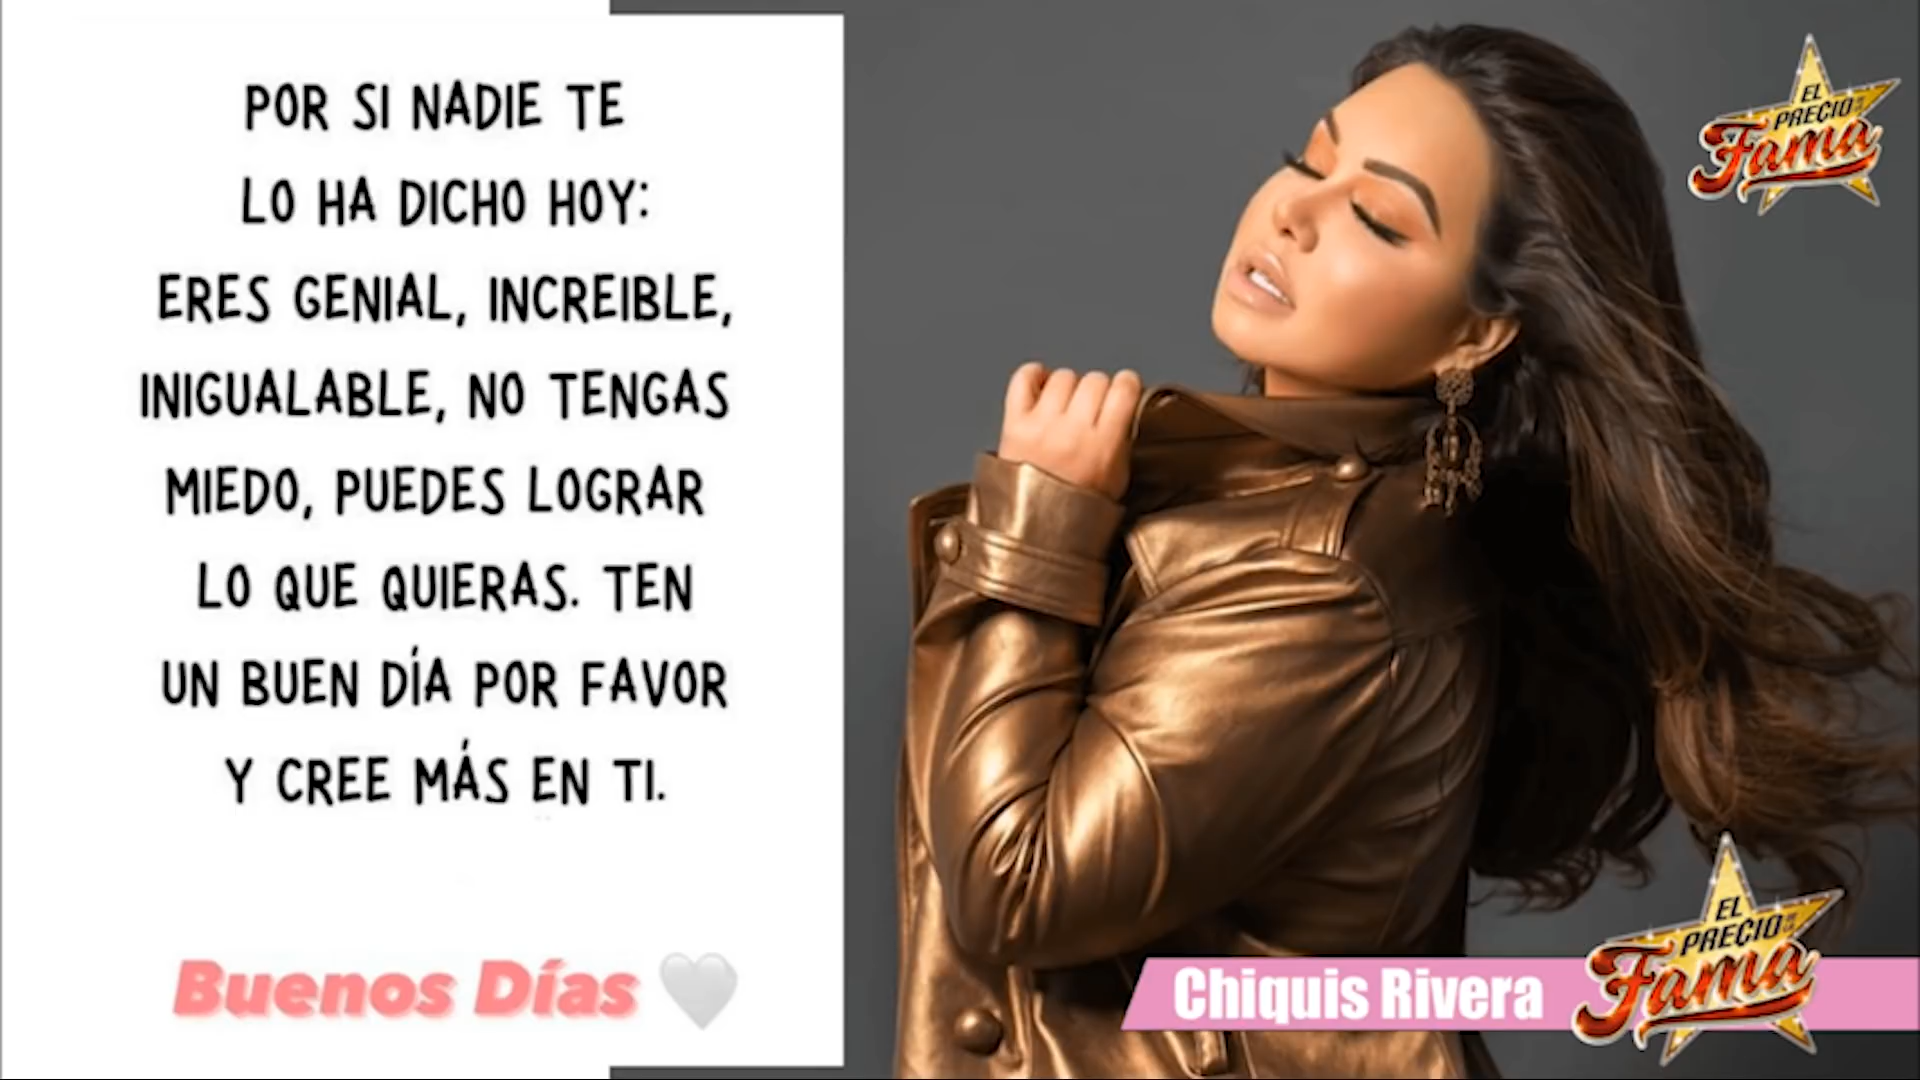 POR SI NADIE TE
LO HA DICHO HOY:
ERES GENIAL, INCREIBLE,
INIGUALABLE, NO TENGAS
MIEDO, PUEDES LOGRAR
LO QUE QUIERAS. TEN
UN BUEN DÍA POR FAVOR
Y CREE MÁS EN TI.
Buenos Días
EL
PRECIO
Fama
Chiquis Rivera
EL
PRECIO
Fama